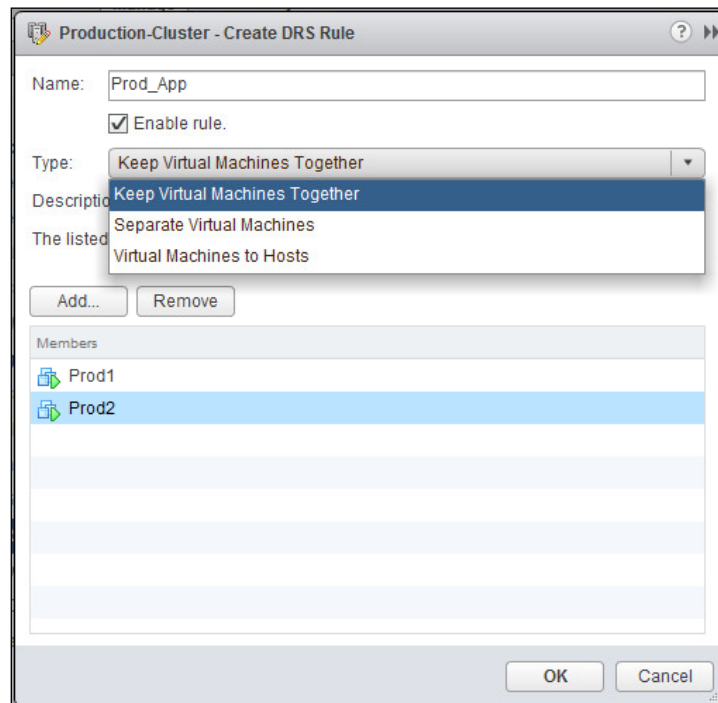 Production-Cluster - Create DRS Rule
Name: Prod_App
Enable rule.
Type: Keep Virtual Machines Together
Keep Virtual Machines Together
Separate Virtual Machines
Virtual Machines to Hosts
The listed
Add... Remove
Members
Prod1
Prod2
OK Cancel